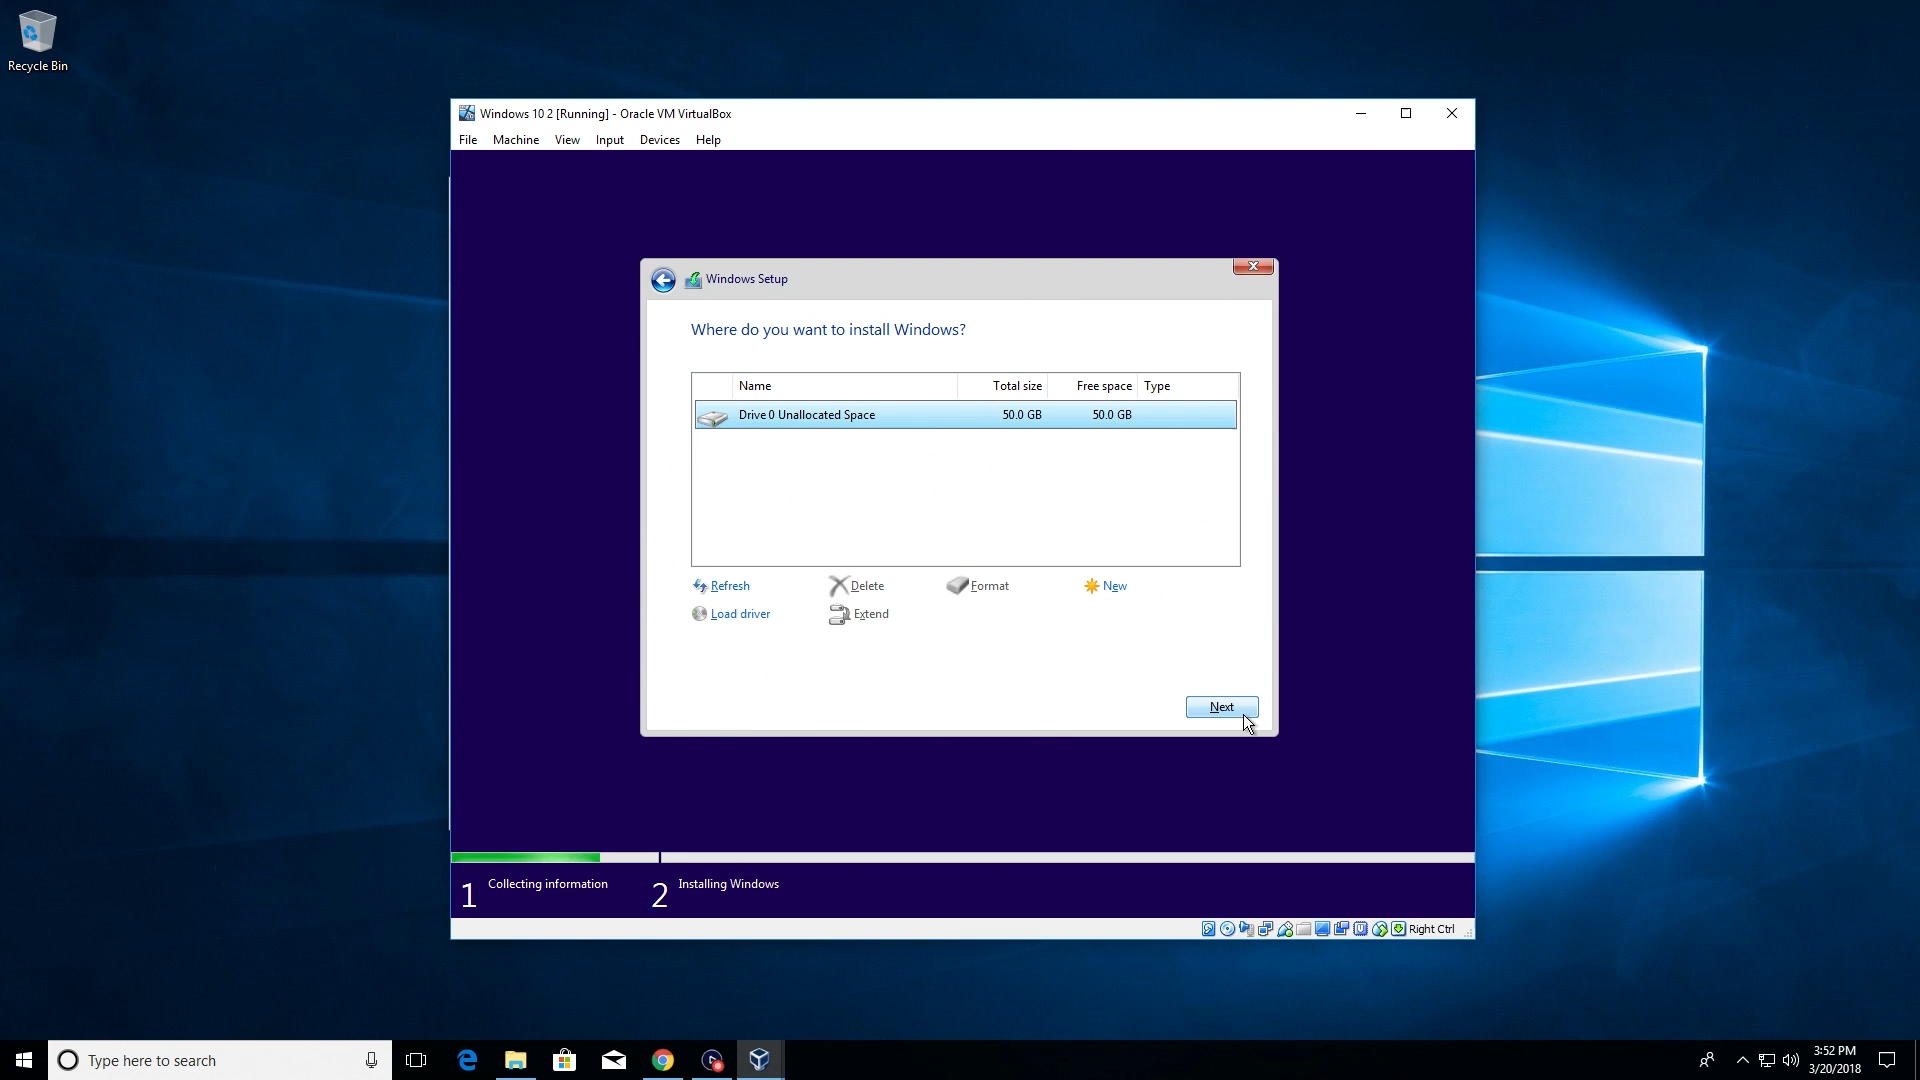 Recycle Bin
Windows 10 2 [Running] - Oracle VM VirtualBox
File Machine View Input Devices Help
Windows Setup
Where do you want to install Windows?
Name Total size Free space Type
Drive 0 Unallocated Space 50.0 GB 50.0 GB
Refresh Delete Format New
Load driver Extend
Next
1 Collecting information 2 Installing Windows
Right Ctrl
Type here to search
3:52 PM
3/20/2018